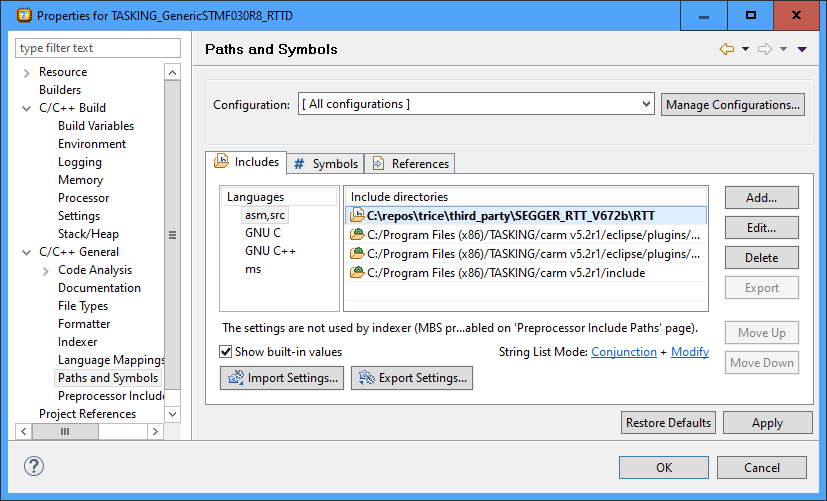 Properties for TASKING_GenericSTMF030R8_RTTD
type filter text
Resource
Builders
C/C++ Build
Build Variables
Environment
Logging
Memory
Processor
Settings
Stack/Heap
C/C++ General
Code Analysis
Documentation
File Types
Formatter
Indexer
Language Mappings
Paths and Symbols
Preprocessor Include
Project References
Paths and Symbols
Configuration:
[ All configurations ]
Manage Configurations...
Includes
# Symbols
References
Languages
asm,src
GNU C
GNU C++
ms
Include directories
C:\repos\trice\third_party\SEGGER_RTT_V672b\RTT
C:/Program Files (x86)/TASKING/carm v5.2r1/eclipse/plugins/...
C:/Program Files (x86)/TASKING/carm v5.2r1/eclipse/plugins/...
C:/Program Files (x86)/TASKING/carm v5.2r1/include
Add...
Edit...
Delete
Export
Move Up
Move Down
The settings are not used by indexer (MBS pr...abled on 'Preprocessor Include Paths' page).
Show built-in values
String List Mode: Conjunction + Modify
Import Settings...
Export Settings...
Restore Defaults
Apply
?
OK
Cancel